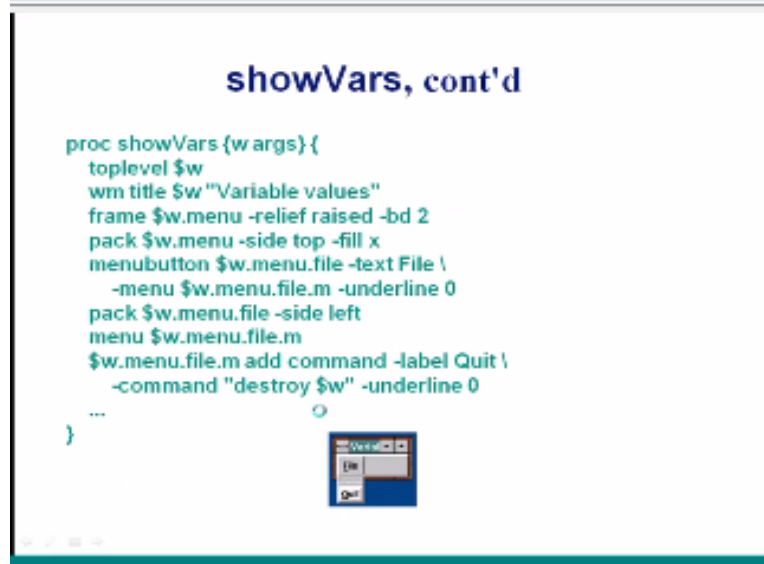 showVars, cont'd
proc showVars {w args} {
toplevel $w
wm title $w "Variable values"
frame $w.menu -relief raised -bd 2
pack $w.menu -side top -fill x
menubutton $w.menu.file -text File \
-menu $w.menu.file.m -underline 0
pack $w.menu.file -side left
menu $w.menu.file.m
$w.menu.file.m add command -label Quit \
-command "destroy $w" -underline 0
...
}
File
Quit